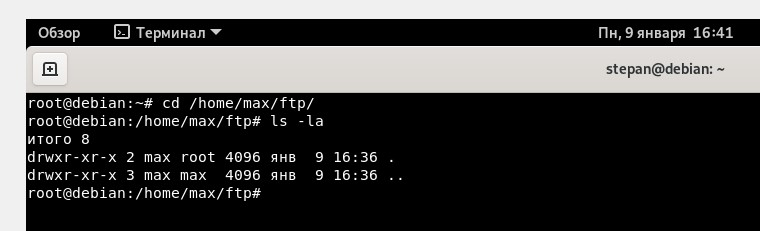 Обзор Терминал Пн, 9 января 16:41
stepan@debian: ~
root@debian:~# cd /home/max/ftp/
root@debian:/home/max/ftp# ls -la
итого 8
drwxr-xr-x 2 max root 4096 янв  9 16:36 .
drwxr-xr-x 3 max max  4096 янв  9 16:36 ..
root@debian:/home/max/ftp#